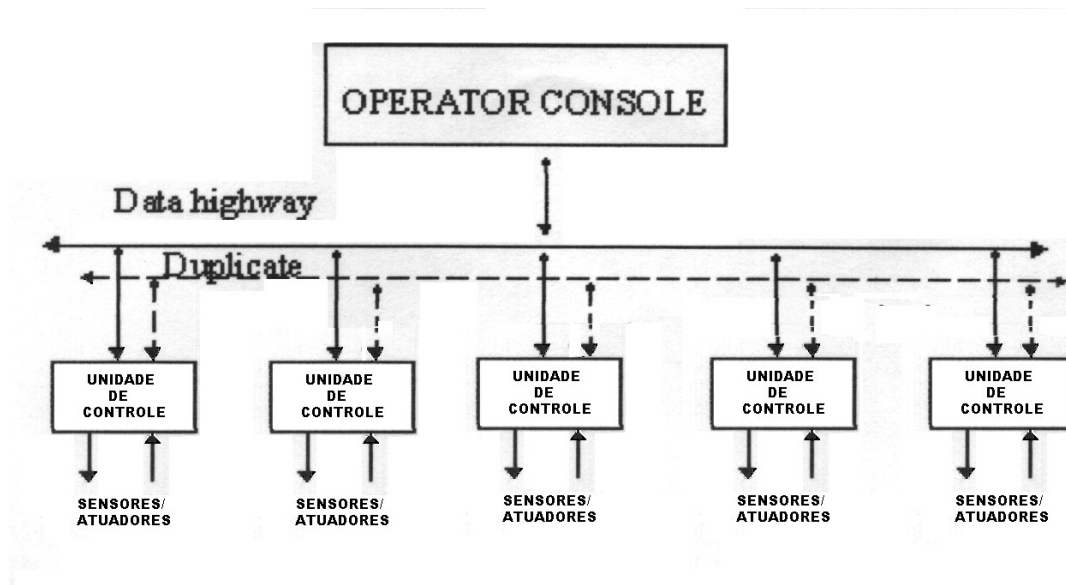 OPERATOR CONSOLE
Data highway
Duplicate
UNIDADE
DE
CONTROLE
UNIDADE
DE
CONTROLE
UNIDADE
DE
CONTROLE
UNIDADE
DE
CONTROLE
UNIDADE
DE
CONTROLE
SENSORES/
ATUADORES
SENSORES/
ATUADORES
SENSORES/
ATUADORES
SENSORES/
ATUADORES
SENSORES/
ATUADORES